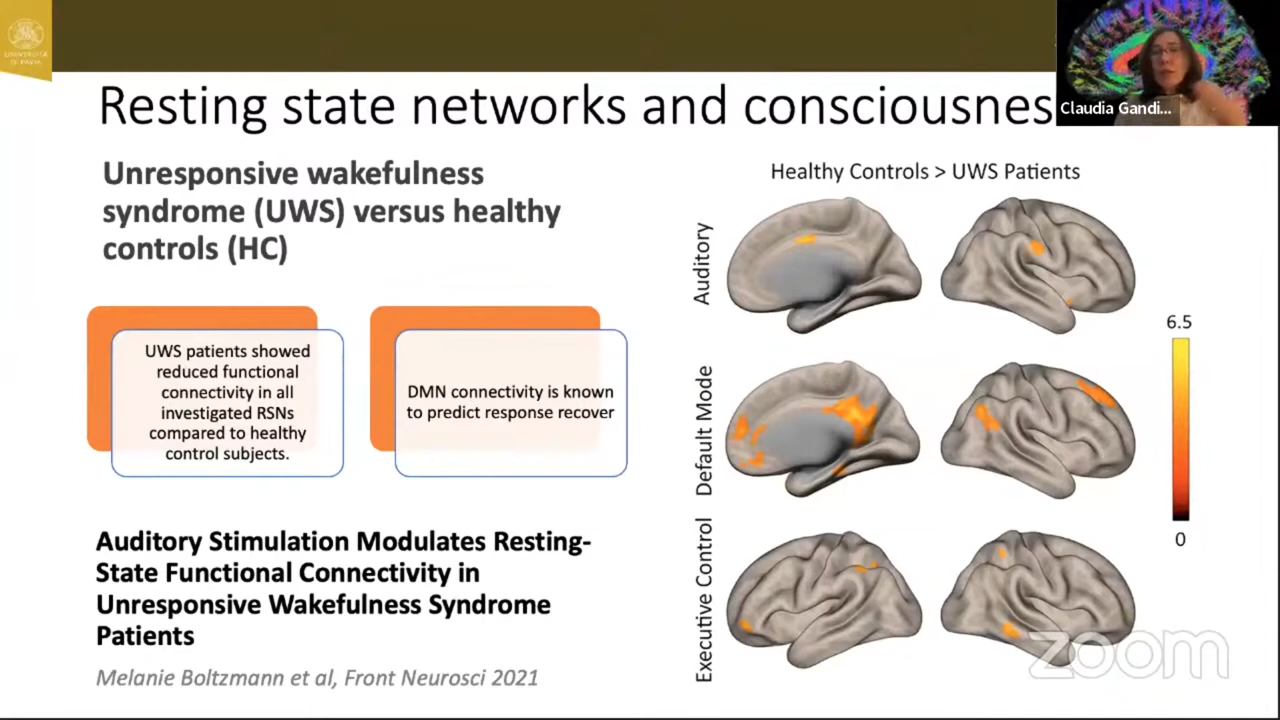 UNIVERSITÀ
DI PAVIA
Resting state networks and consciousnes
Claudia Gandi...
Unresponsive wakefulness
syndrome (UWS) versus healthy
controls (HC)
UWS patients showed
reduced functional
connectivity in all
investigated RSNs
compared to healthy
control subjects.
DMN connectivity is known
to predict response recover
Auditory Stimulation Modulates Resting-
State Functional Connectivity in
Unresponsive Wakefulness Syndrome
Patients
Melanie Boltzmann et al, Front Neurosci 2021
Healthy Controls > UWS Patients
Auditory
Default Mode
Executive Control
6.5
0
zoom